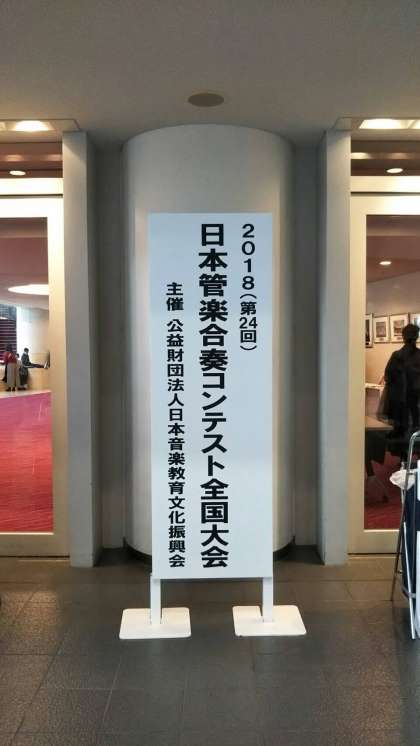 2018(第24回)
日本管楽合奏コンテスト全国大会
主催 公益財団法人日本音楽教育文化振興会